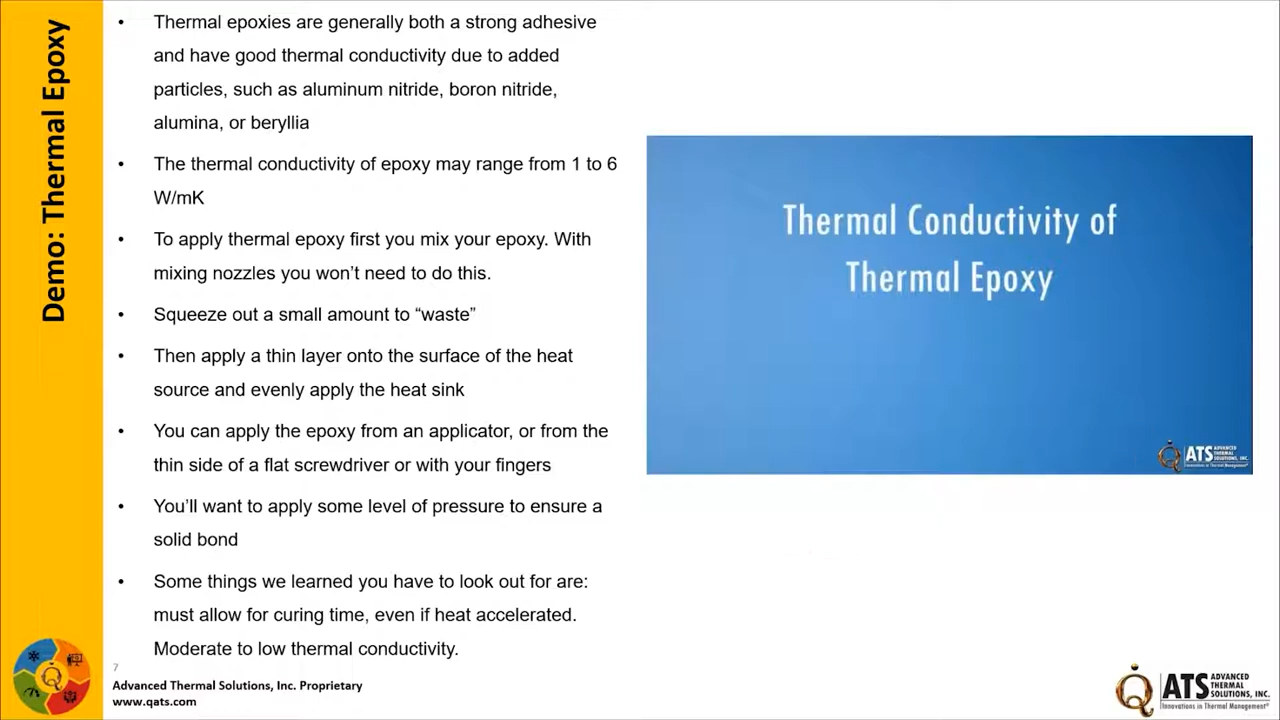 Demo: Thermal Epoxy
• Thermal epoxies are generally both a strong adhesive
and have good thermal conductivity due to added
particles, such as aluminum nitride, boron nitride,
alumina, or beryllia
• The thermal conductivity of epoxy may range from 1 to 6
W/mK
• To apply thermal epoxy first you mix your epoxy. With
mixing nozzles you won’t need to do this.
• Squeeze out a small amount to “waste”
• Then apply a thin layer onto the surface of the heat
source and evenly apply the heat sink
• You can apply the epoxy from an applicator, or from the
thin side of a flat screwdriver or with your fingers
• You’ll want to apply some level of pressure to ensure a
solid bond
• Some things we learned you have to look out for are:
must allow for curing time, even if heat accelerated.
Moderate to low thermal conductivity.
Thermal Conductivity of
Thermal Epoxy
ATS ADVANCED
THERMAL
SOLUTIONS, INC.
Innovations in Thermal Management®
7
Advanced Thermal Solutions, Inc. Proprietary
www.qats.com
ATS ADVANCED
THERMAL
SOLUTIONS, INC.
Innovations in Thermal Management®